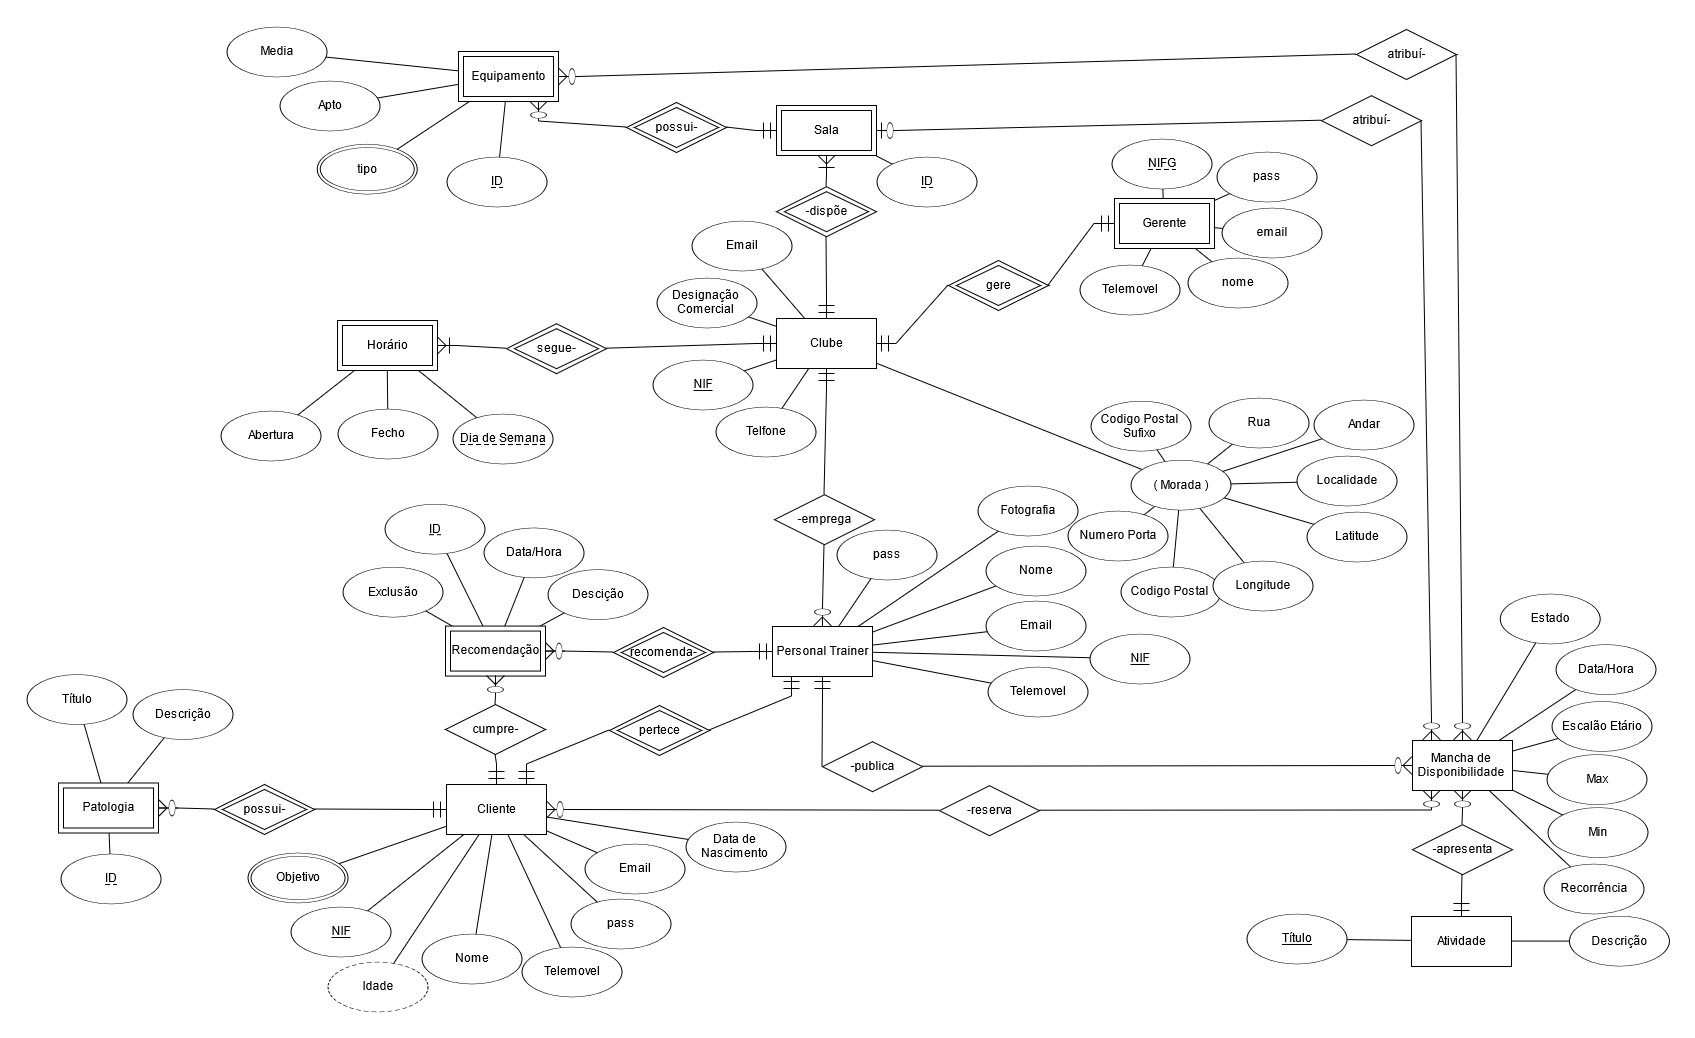 Media
Equipamento
atribuí-
Apto
possui-
Sala
atribuí-
tipo
ID
ID
NIFG
pass
Gerente
email
-dispõe
Email
gere
Telemovel
nome
Designação
Comercial
Horário
segue-
Clube
NIF
Abertura
Fecho
Dia de Semana
Telfone
Codigo Postal
Sufixo
Rua
Andar
( Morada )
Localidade
Numero Porta
Latitude
Codigo Postal
Longitude
-emprega
Fotografia
pass
Nome
Email
NIF
Telemovel
ID
Data/Hora
Exclusão
Descição
Recomendação
recomenda-
Personal Trainer
Estado
Data/Hora
Escalão Etário
Título
Descrição
cumpre-
pertece
-publica
Mancha de
Disponibilidade
Max
Min
Recorrência
Patologia
possui-
Cliente
-reserva
-apresenta
ID
Objetivo
NIF
Idade
Nome
Telemovel
pass
Email
Data de
Nascimento
Título
Atividade
Descrição